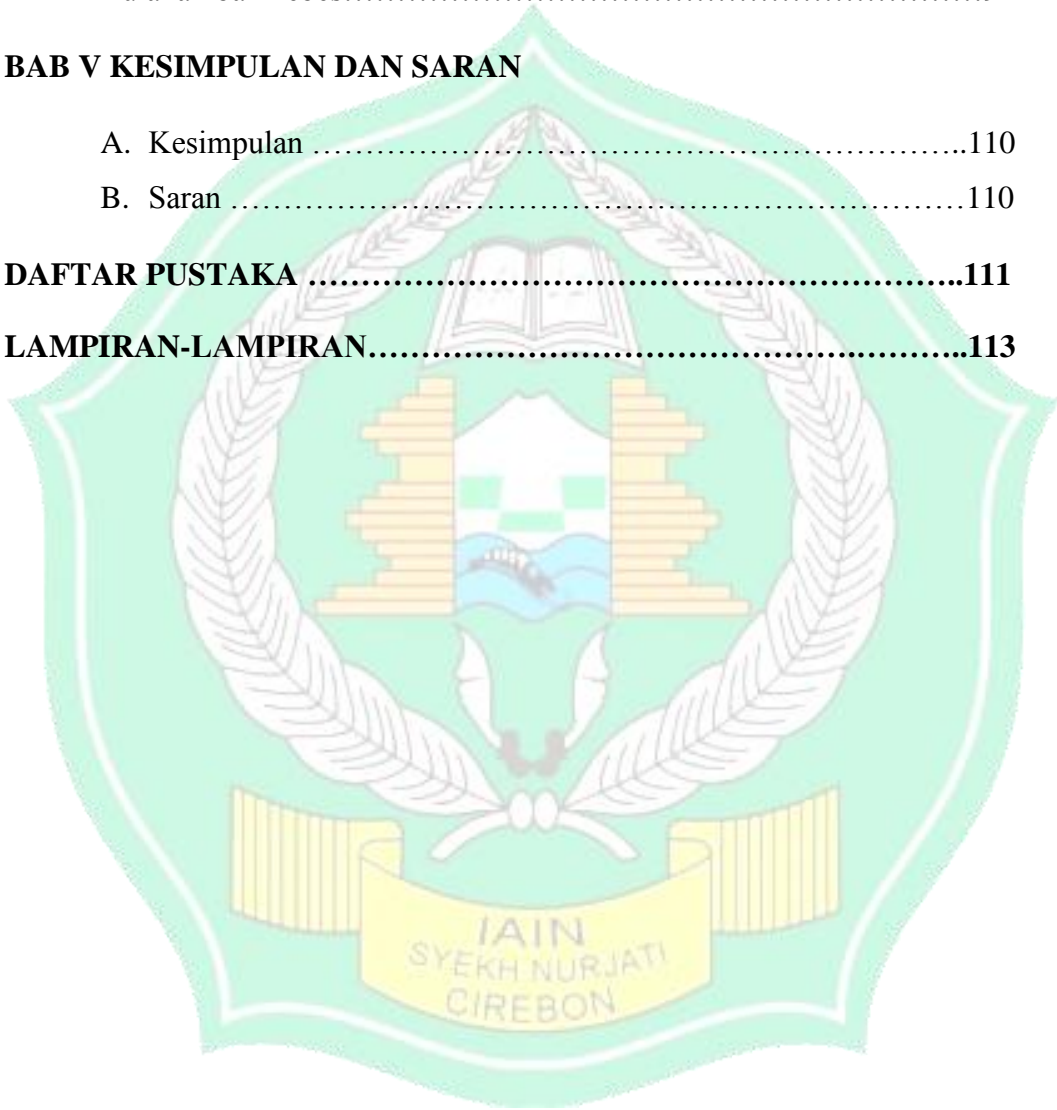 BAB V KESIMPULAN DAN SARAN
A. Kesimpulan …………………………………………………………..110
B. Saran ……………………………………………………………………110
DAFTAR PUSTAKA ……………………………………………………..111
LAMPIRAN-LAMPIRAN……………………………………….………..113
IAIN
SYEKH NURJATI
CIREBON